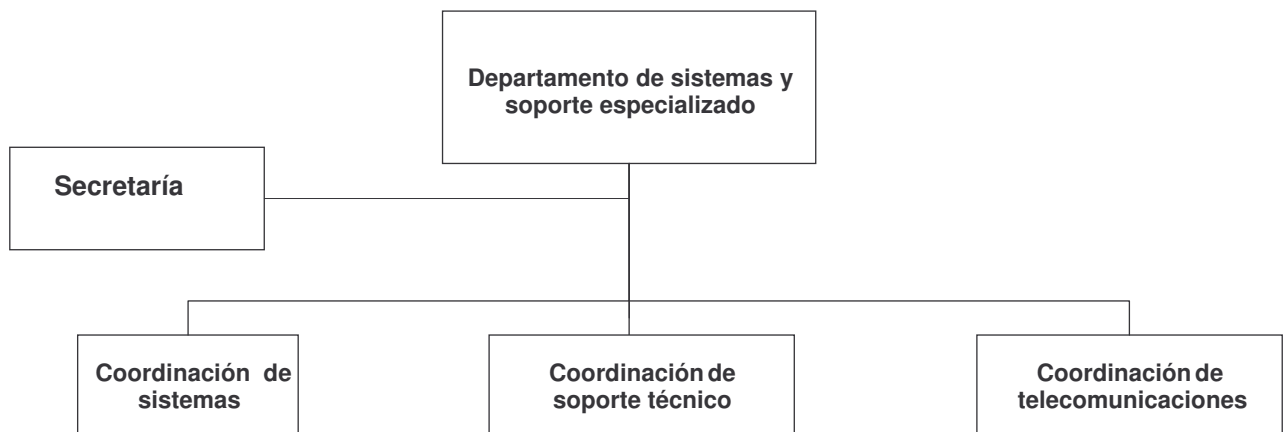 Departamento de sistemas y
soporte especializado
Secretaría
Coordinación de
sistemas
Coordinación de
soporte técnico
Coordinación de
telecomunicaciones